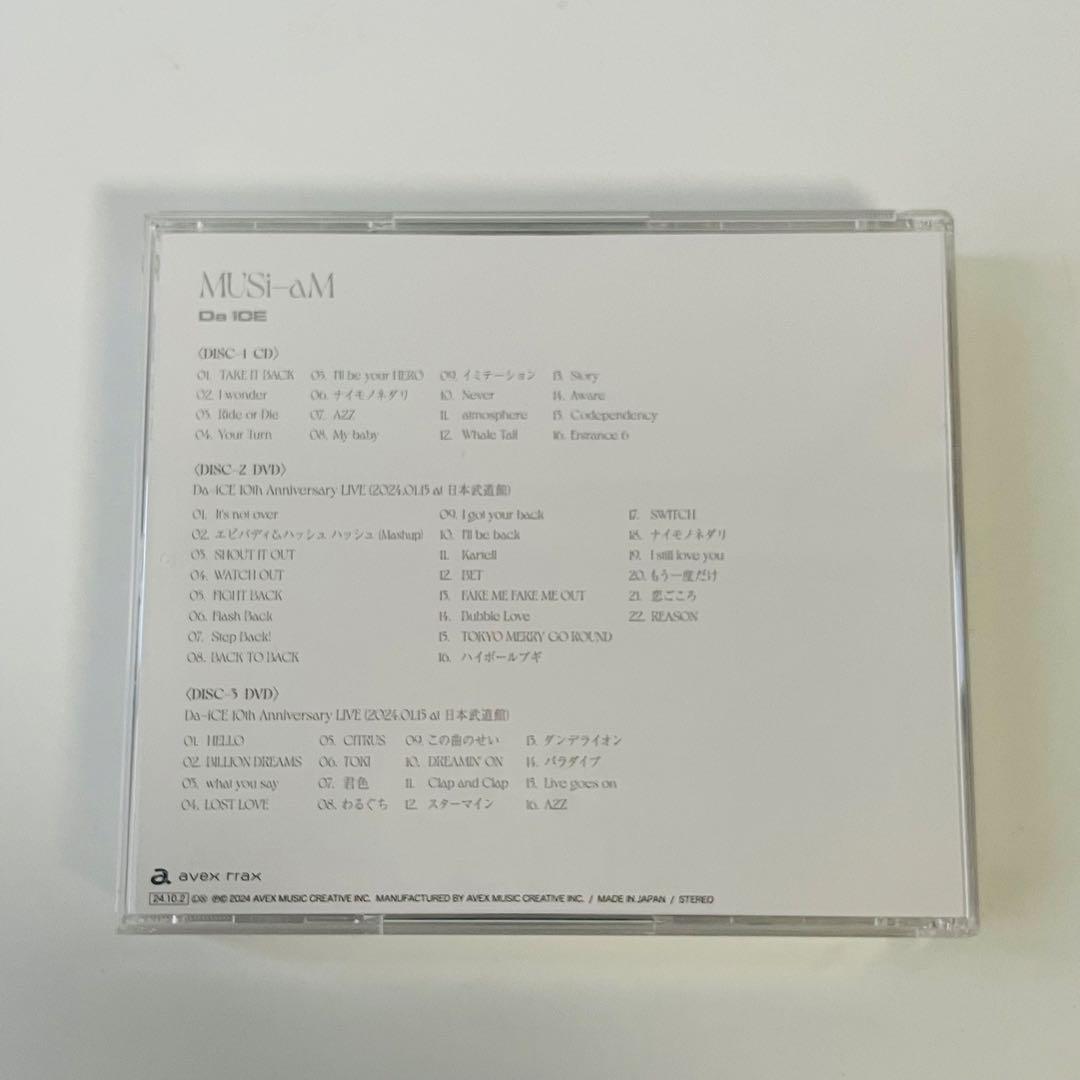 MUSi-aM
Da iCE
〈DISC-1 CD〉
01. TAKE IT BACK
02. I wonder
03. Ride or Die
04. Your Turn
05. I'll be your HERO
06. ナイモノネダリ
07. A2Z
08. My baby
09. イミテーション
10. Never
11. atmosphere
12. Whale Tail
13. Story
14. Aware
15. Codependency
16. Entrance 6
〈DISC-2 DVD〉
Da-iCE 10th Anniversary LIVE (2024.01.15 at 日本武道館)
01. It's not over
02. エビバディ&ハッシュ ハッシュ (Mashup)
03. SHOUT IT OUT
04. WATCH OUT
05. FIGHT BACK
06. Flash Back
07. Step Back!
08. BACK TO BACK
09. I got your back
10. I'll be back
11. Kartell
12. BET
13. FAKE ME FAKE ME OUT
14. Bubble Love
15. TOKYO MERRY GO ROUND
16. ハイボールブギ
17. SWITCH
18. ナイモノネダリ
19. I still love you
20. もう一度だけ
21. 恋ごころ
22. REASON
〈DISC-3 DVD〉
Da-iCE 10th Anniversary LIVE (2024.01.15 at 日本武道館)
01. HELLO
02. BILLION DREAMS
03. what you say
04. LOST LOVE
05. CITRUS
06. TOKI
07. 君色
08. わるぐち
09. この曲のせい
10. DREAMIN' ON
11. Clap and Clap
12. スターマイン
13. ダンデライオン
14. パラダイブ
15. Live goes on
16. A2Z
a avex trax
24.10.2 ℗© 2024 AVEX MUSIC CREATIVE INC. MANUFACTURED BY AVEX MUSIC CREATIVE INC. / MADE IN JAPAN / STEREO